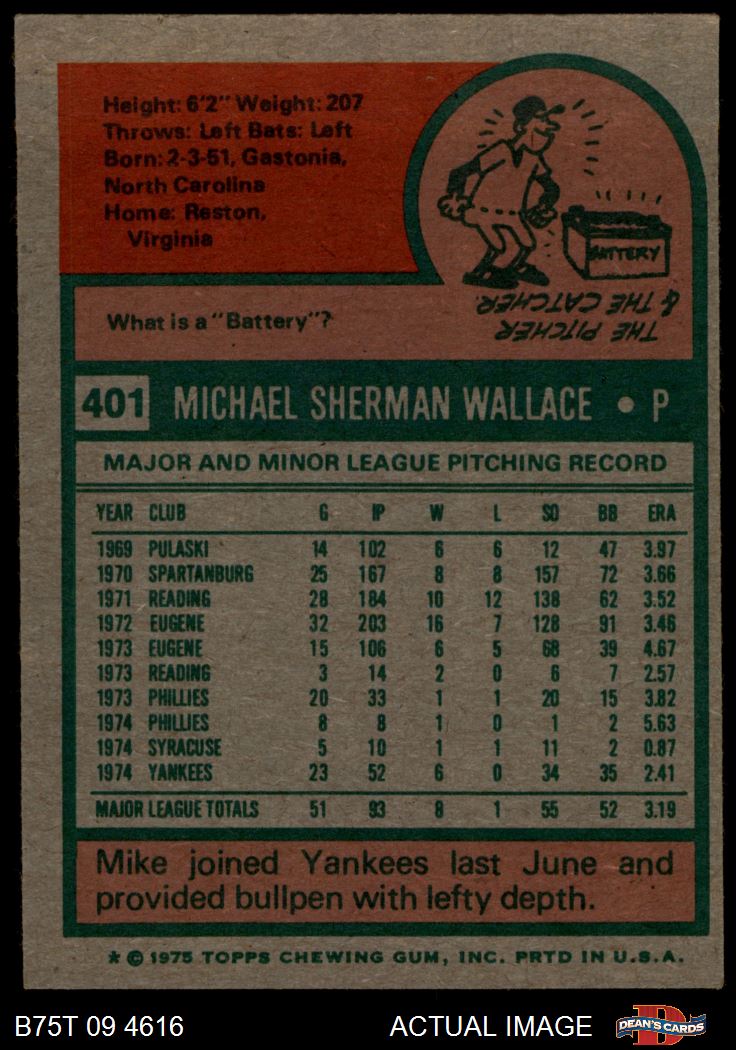 Height: 6'2" Weight: 207
Throws: Left Bats: Left
Born: 2-3-51, Gastonia,
North Carolina
Home: Reston,
Virginia
BATTERY
THE PITCHER
& THE CATCHER.
What is a "Battery"?
401 MICHAEL SHERMAN WALLACE • P
MAJOR AND MINOR LEAGUE PITCHING RECORD
YEAR CLUB G IP W L SO BB ERA
1969 PULASKI 14 102 6 6 12 47 3.97
1970 SPARTANBURG 25 167 8 8 157 72 3.66
1971 READING 28 184 10 12 138 62 3.52
1972 EUGENE 32 203 16 7 128 91 3.46
1973 EUGENE 15 106 6 5 68 39 4.67
1973 READING 3 14 2 0 6 7 2.57
1973 PHILLIES 20 33 1 1 20 15 3.82
1974 PHILLIES 8 8 1 0 1 2 5.63
1974 SYRACUSE 5 10 1 1 11 2 0.87
1974 YANKEES 23 52 6 0 34 35 2.41
MAJOR LEAGUE TOTALS 51 93 8 1 55 52 3.19
Mike joined Yankees last June and
provided bullpen with lefty depth.
* © 1975 TOPPS CHEWING GUM, INC. PRTD IN U.S.A.
B75T 09 4616 ACTUAL IMAGE D DEAN'S CARDS